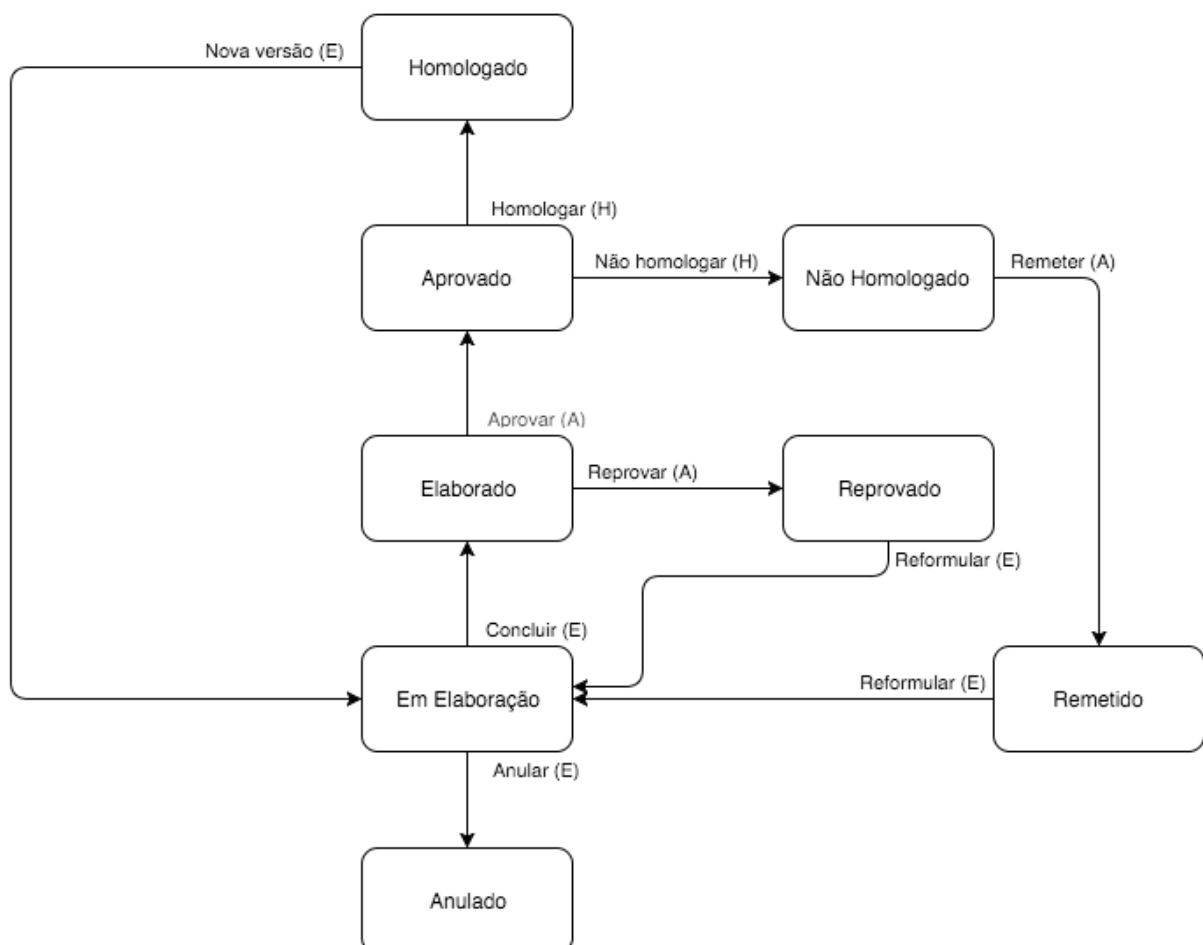 Nova versão (E)
Homologado
Homologar (H)
Aprovado
Não homologar (H)
Não Homologado
Remeter (A)
Aprovar (A)
Elaborado
Reprovar (A)
Reprovado
Reformular (E)
Concluir (E)
Em Elaboração
Reformular (E)
Remetido
Anular (E)
Anulado